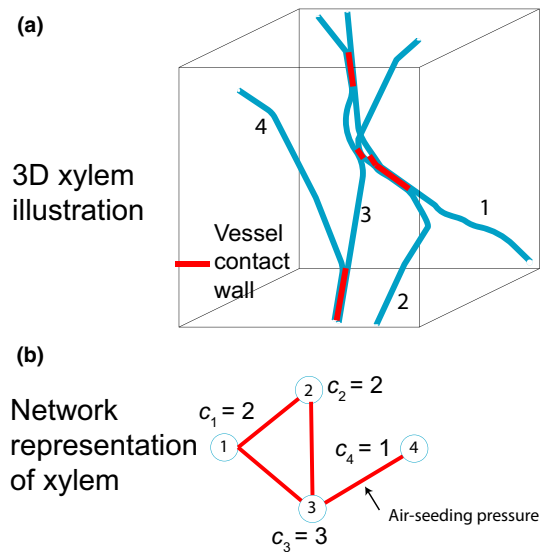 (a)
4
3D xylem
illustration
3
1
Vessel
contact
wall
2
(b)
Network
representation
of xylem
c₁ = 2
2
c₂ = 2
1
c₄ = 1
4
3
Air-seeding pressure
c₃ = 3